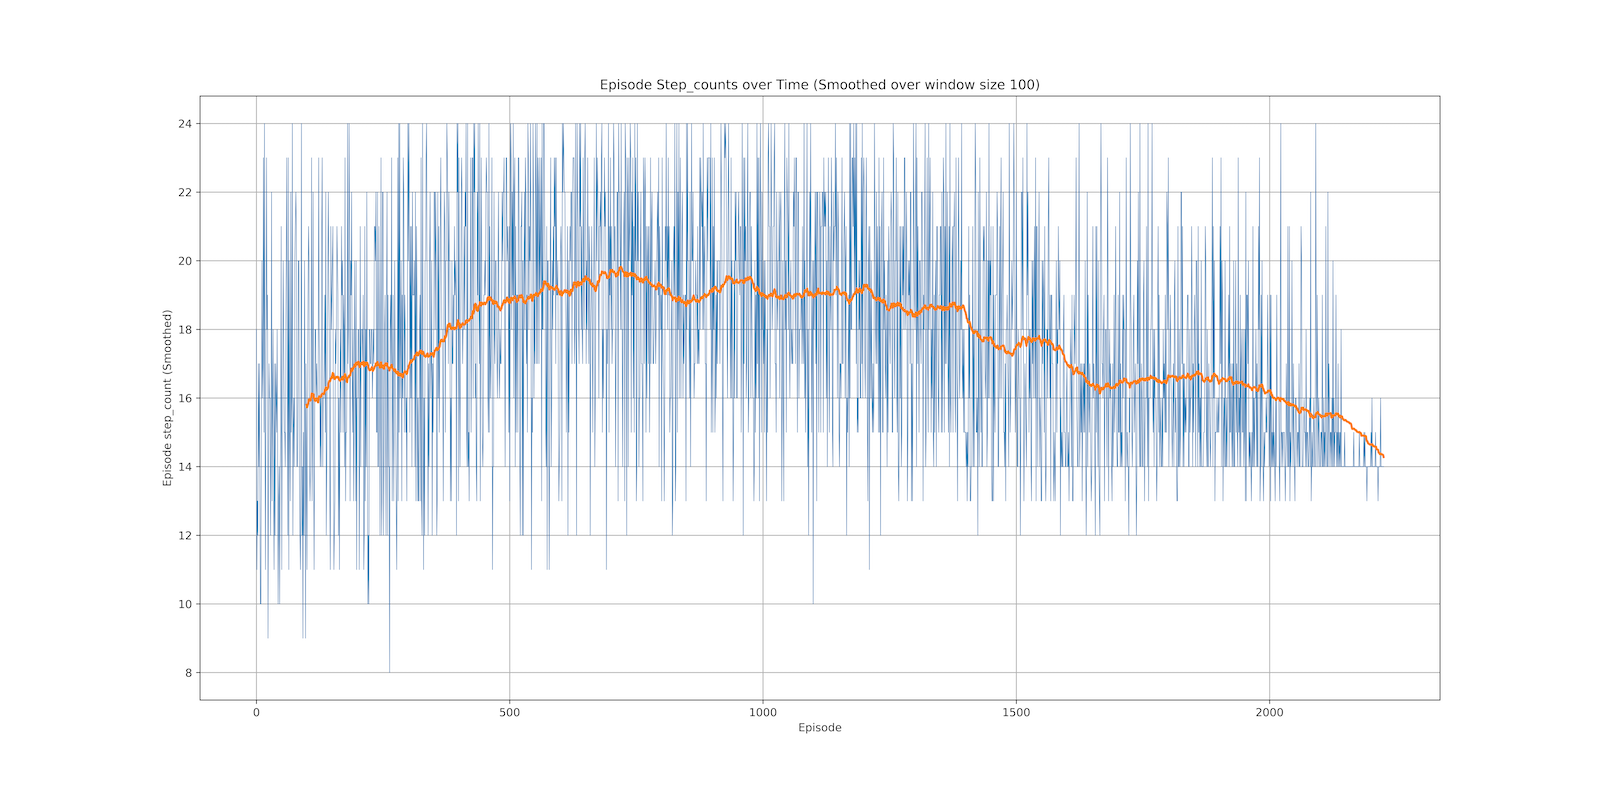 Episode Step_counts over Time (Smoothed over window size 100)
Episode step_count (Smoothed)
24
22
20
18
16
14
12
10
8
0 500 1000 1500 2000
Episode